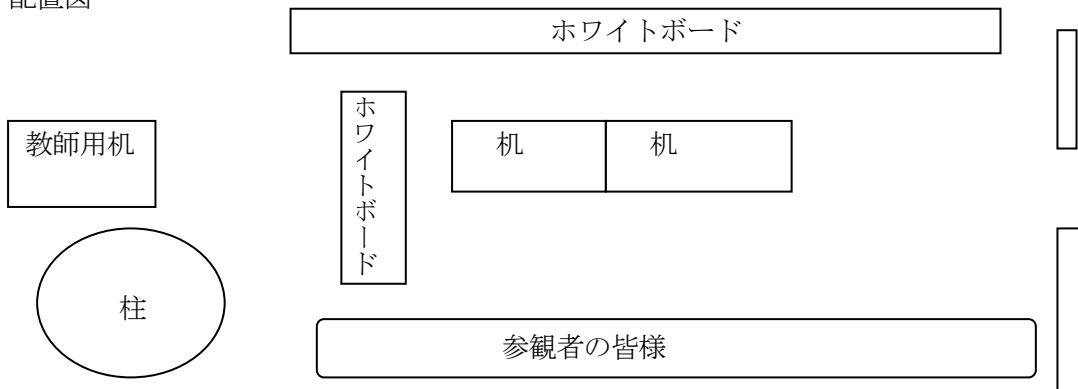 配置図
ホワイトボード
ホワイトボード
教師用机
机
机
柱
参観者の皆様